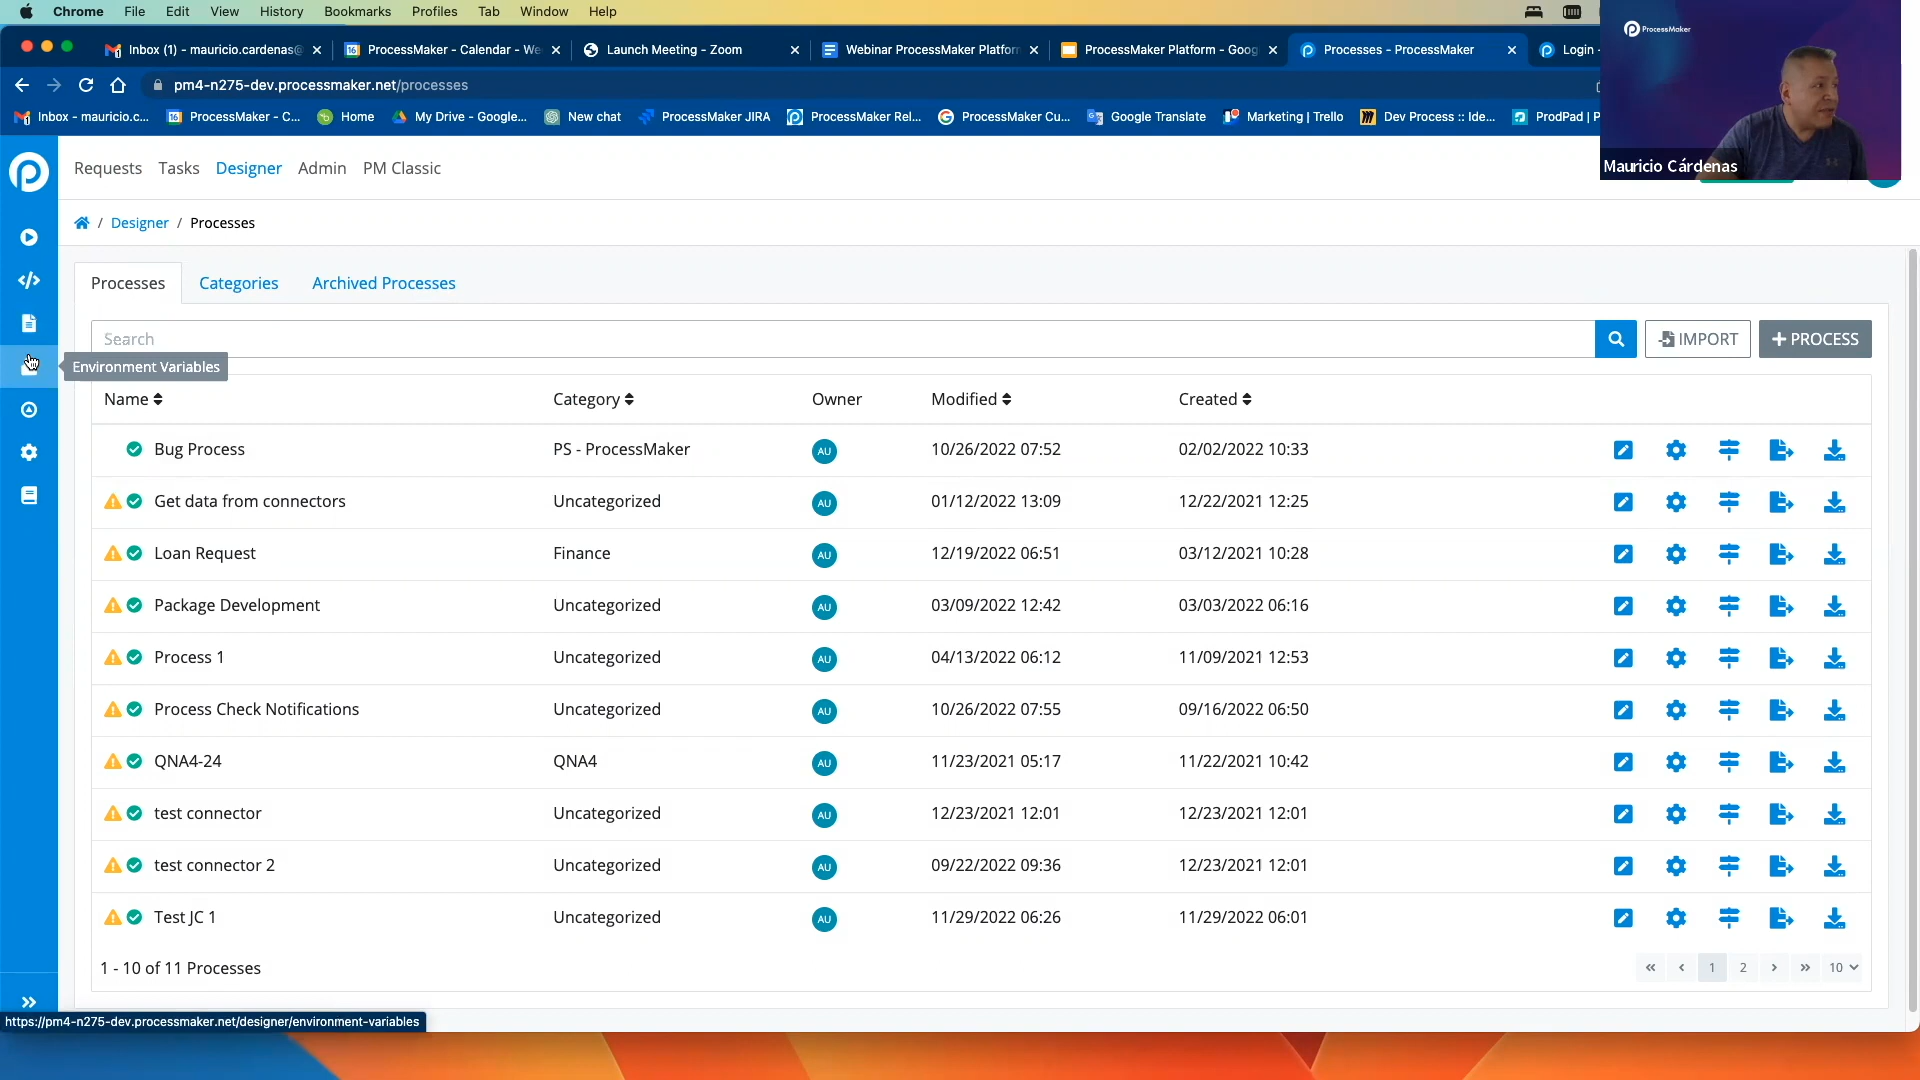 Chrome File Edit View History Bookmarks Profiles Tab Window Help
Inbox (1) - mauricio.cardenas@ ProcessMaker - Calendar - We Launch Meeting - Zoom Webinar ProcessMaker Platfor ProcessMaker Platform - Goog Processes - ProcessMaker Login -
pm4-n275-dev.processmaker.net/processes
Inbox - mauricio.c... ProcessMaker - C... Home My Drive - Google... New chat ProcessMaker JIRA ProcessMaker Rel... ProcessMaker Cu... Google Translate Marketing | Trello Dev Process :: Ide... ProdPad | P
ProcessMaker
Mauricio Cárdenas
Requests Tasks Designer Admin PM Classic
/ Designer / Processes
Processes Categories Archived Processes
Search IMPORT + PROCESS
Environment Variables
Name Category Owner Modified Created
Bug Process PS - ProcessMaker AU 10/26/2022 07:52 02/02/2022 10:33
Get data from connectors Uncategorized AU 01/12/2022 13:09 12/22/2021 12:25
Loan Request Finance AU 12/19/2022 06:51 03/12/2021 10:28
Package Development Uncategorized AU 03/09/2022 12:42 03/03/2022 06:16
Process 1 Uncategorized AU 04/13/2022 06:12 11/09/2021 12:53
Process Check Notifications Uncategorized AU 10/26/2022 07:55 09/16/2022 06:50
QNA4-24 QNA4 AU 11/23/2021 05:17 11/22/2021 10:42
test connector Uncategorized AU 12/23/2021 12:01 12/23/2021 12:01
test connector 2 Uncategorized AU 09/22/2022 09:36 12/23/2021 12:01
Test JC 1 Uncategorized AU 11/29/2022 06:26 11/29/2022 06:01
1 - 10 of 11 Processes « ‹ 1 2 › » 10
https://pm4-n275-dev.processmaker.net/designer/environment-variables